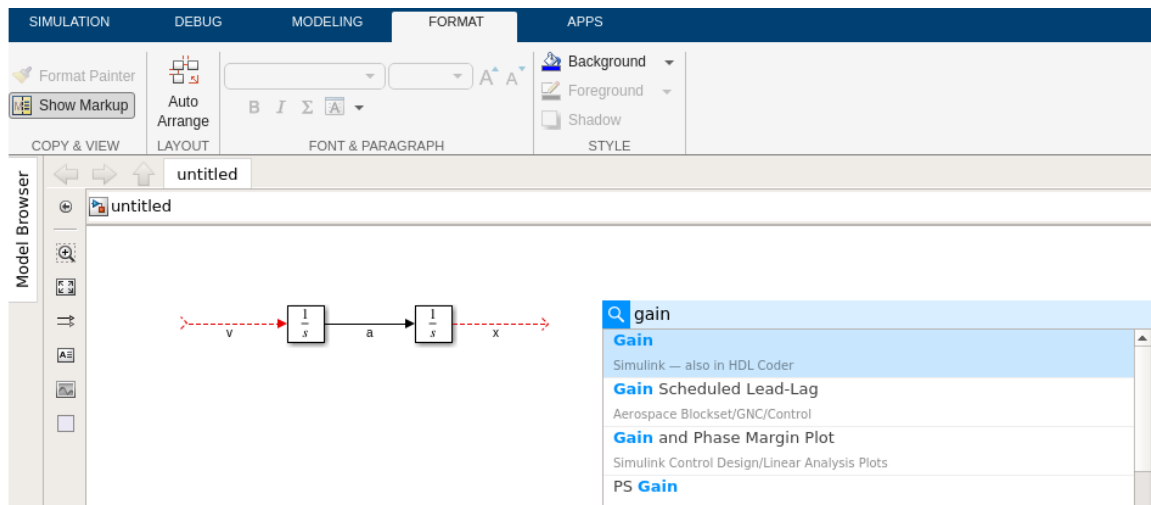 SIMULATION DEBUG MODELING FORMAT APPS
Format Painter
Show Markup
Auto
Arrange
B I Σ A
A A
Background
Foreground
Shadow
COPY & VIEW LAYOUT FONT & PARAGRAPH STYLE
Model Browser
untitled
untitled
1
s
1
s
v a x
gain
Gain
Simulink — also in HDL Coder
Gain Scheduled Lead-Lag
Aerospace Blockset/GNC/Control
Gain and Phase Margin Plot
Simulink Control Design/Linear Analysis Plots
PS Gain